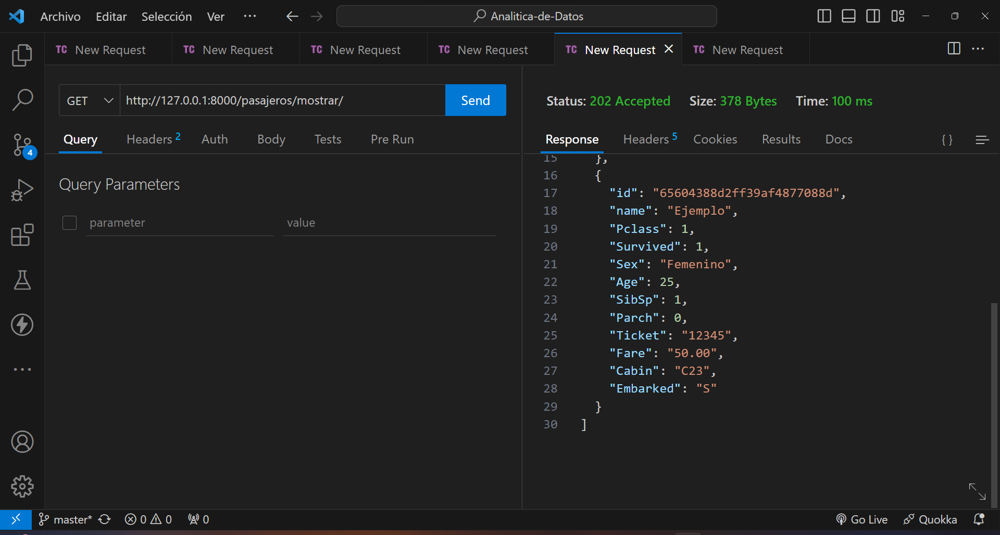 Archivo Editar Selección Ver ··· Analitica-de-Datos
TC New Request TC New Request TC New Request TC New Request TC New Request TC New Request
GET http://127.0.0.1:8000/pasajeros/mostrar/ Send
Status: 202 Accepted Size: 378 Bytes Time: 100 ms
Query Headers 2 Auth Body Tests Pre Run
Response Headers 5 Cookies Results Docs { }
4
Query Parameters
parameter value
15 },
16 {
17 "id": "65604388d2ff39af4877088d",
18 "name": "Ejemplo",
19 "Pclass": 1,
20 "Survived": 1,
21 "Sex": "Femenino",
22 "Age": 25,
23 "SibSp": 1,
24 "Parch": 0,
25 "Ticket": "12345",
26 "Fare": "50.00",
27 "Cabin": "C23",
28 "Embarked": "S"
29 }
30 ]
master* 0 0 0 Go Live Quokka